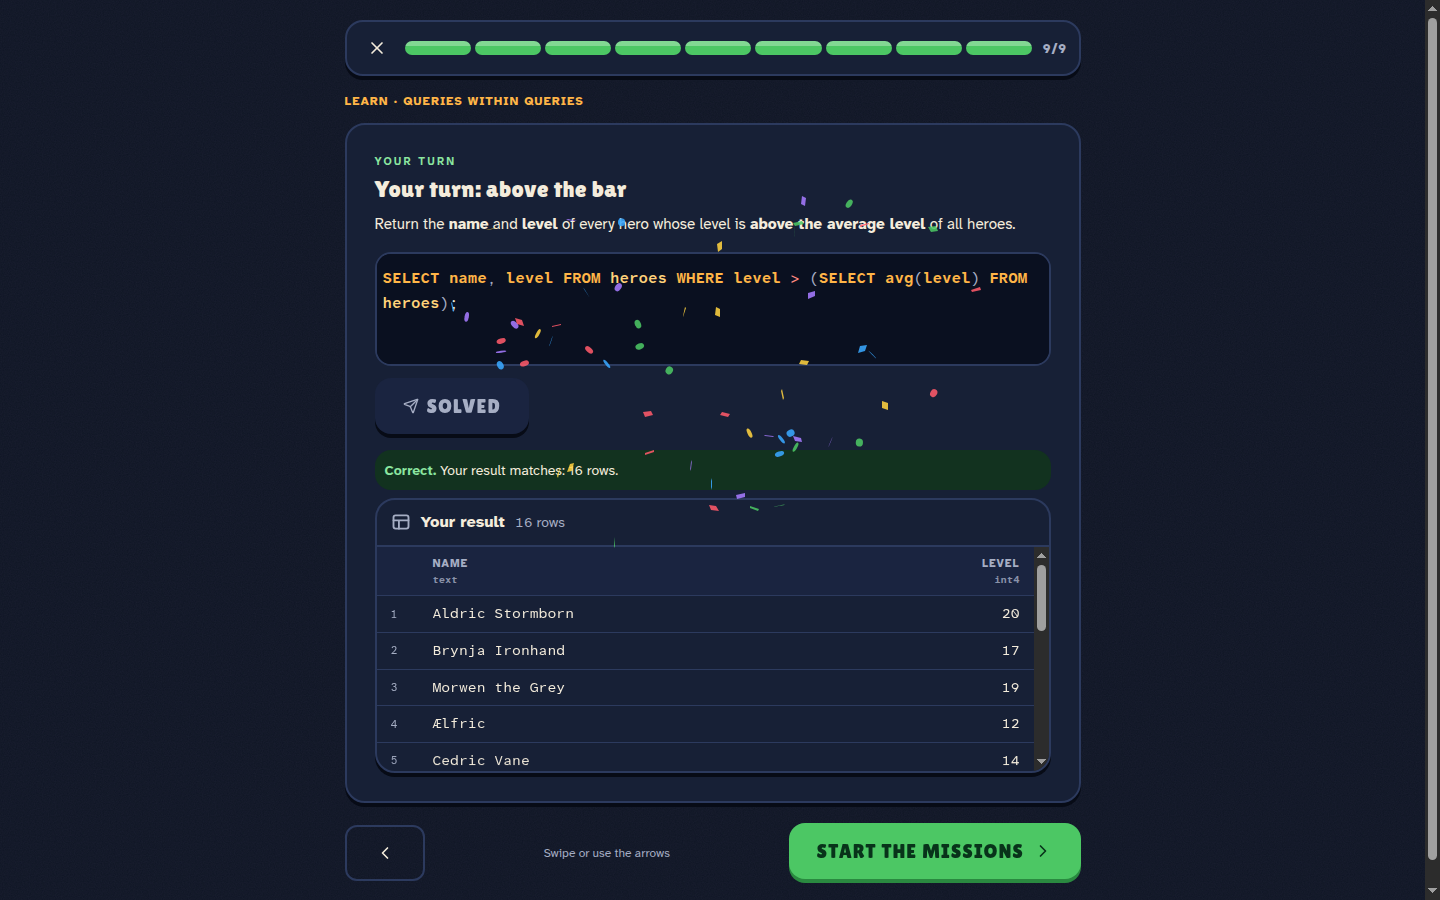 9/9
LEARN · QUERIES WITHIN QUERIES
YOUR TURN
Your turn: above the bar
Return the name and level of every hero whose level is above the average level of all heroes.
SELECT name, level FROM heroes WHERE level > (SELECT avg(level) FROM
heroes);
SOLVED
Correct. Your result matches: 16 rows.
Your result 16 rows
NAME LEVEL
text int4
1 Aldric Stormborn 20
2 Brynja Ironhand 17
3 Morwen the Grey 19
4 Ælfric 12
5 Cedric Vane 14
Swipe or use the arrows
START THE MISSIONS